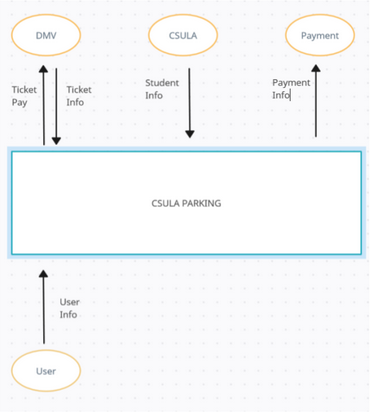 DMV
CSULA
Payment
Ticket
Pay
Ticket
Info
Student
Info
Payment
Info
CSULA PARKING
User
Info
User